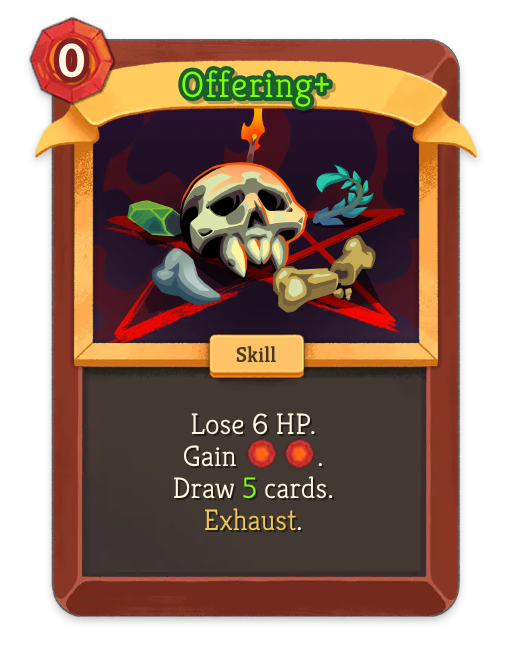 0
Offering+
Skill
Lose 6 HP.
Gain .
Draw 5 cards.
Exhaust.